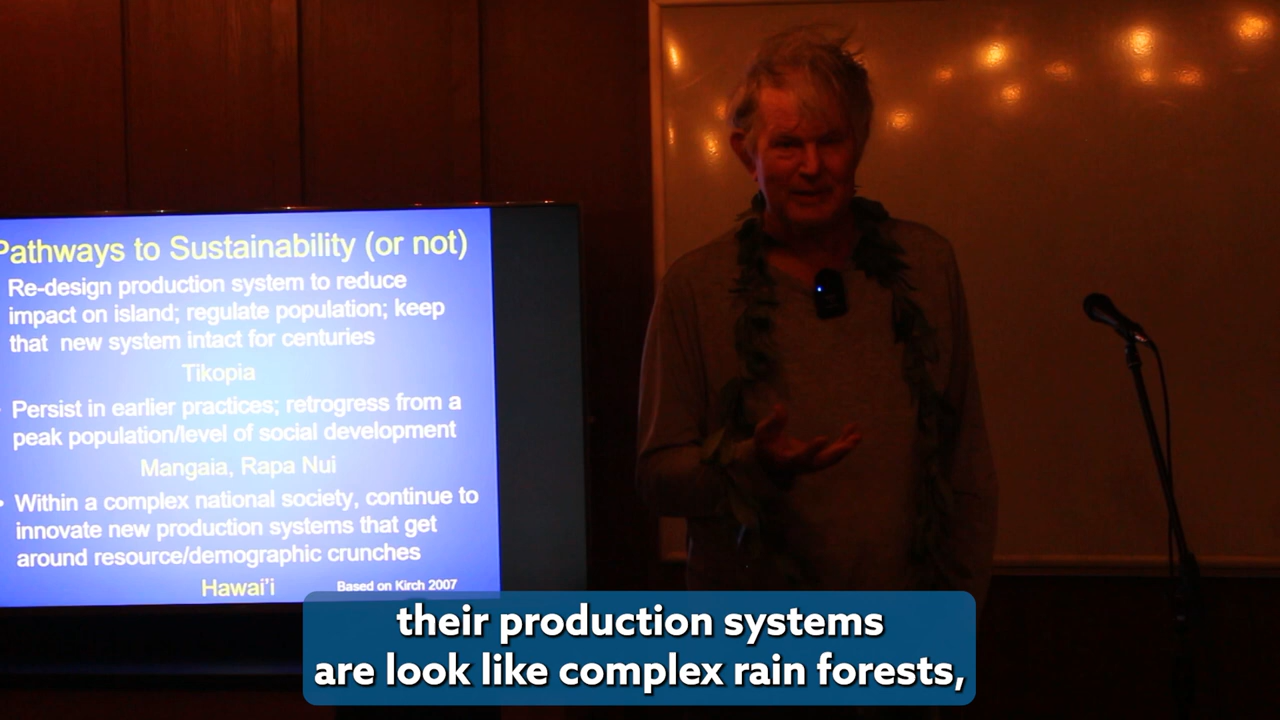 Pathways to Sustainability (or not)
Re-design production system to reduce
impact on island; regulate population; keep
that new system intact for centuries
Tikopia
• Persist in earlier practices; retrogress from a
peak population/level of social development
Mangaia, Rapa Nui
• Within a complex national society, continue to
innovate new production systems that get
around resource/demographic crunches
Hawai'i Based on Kirch 2007
their production systems
are look like complex rain forests,